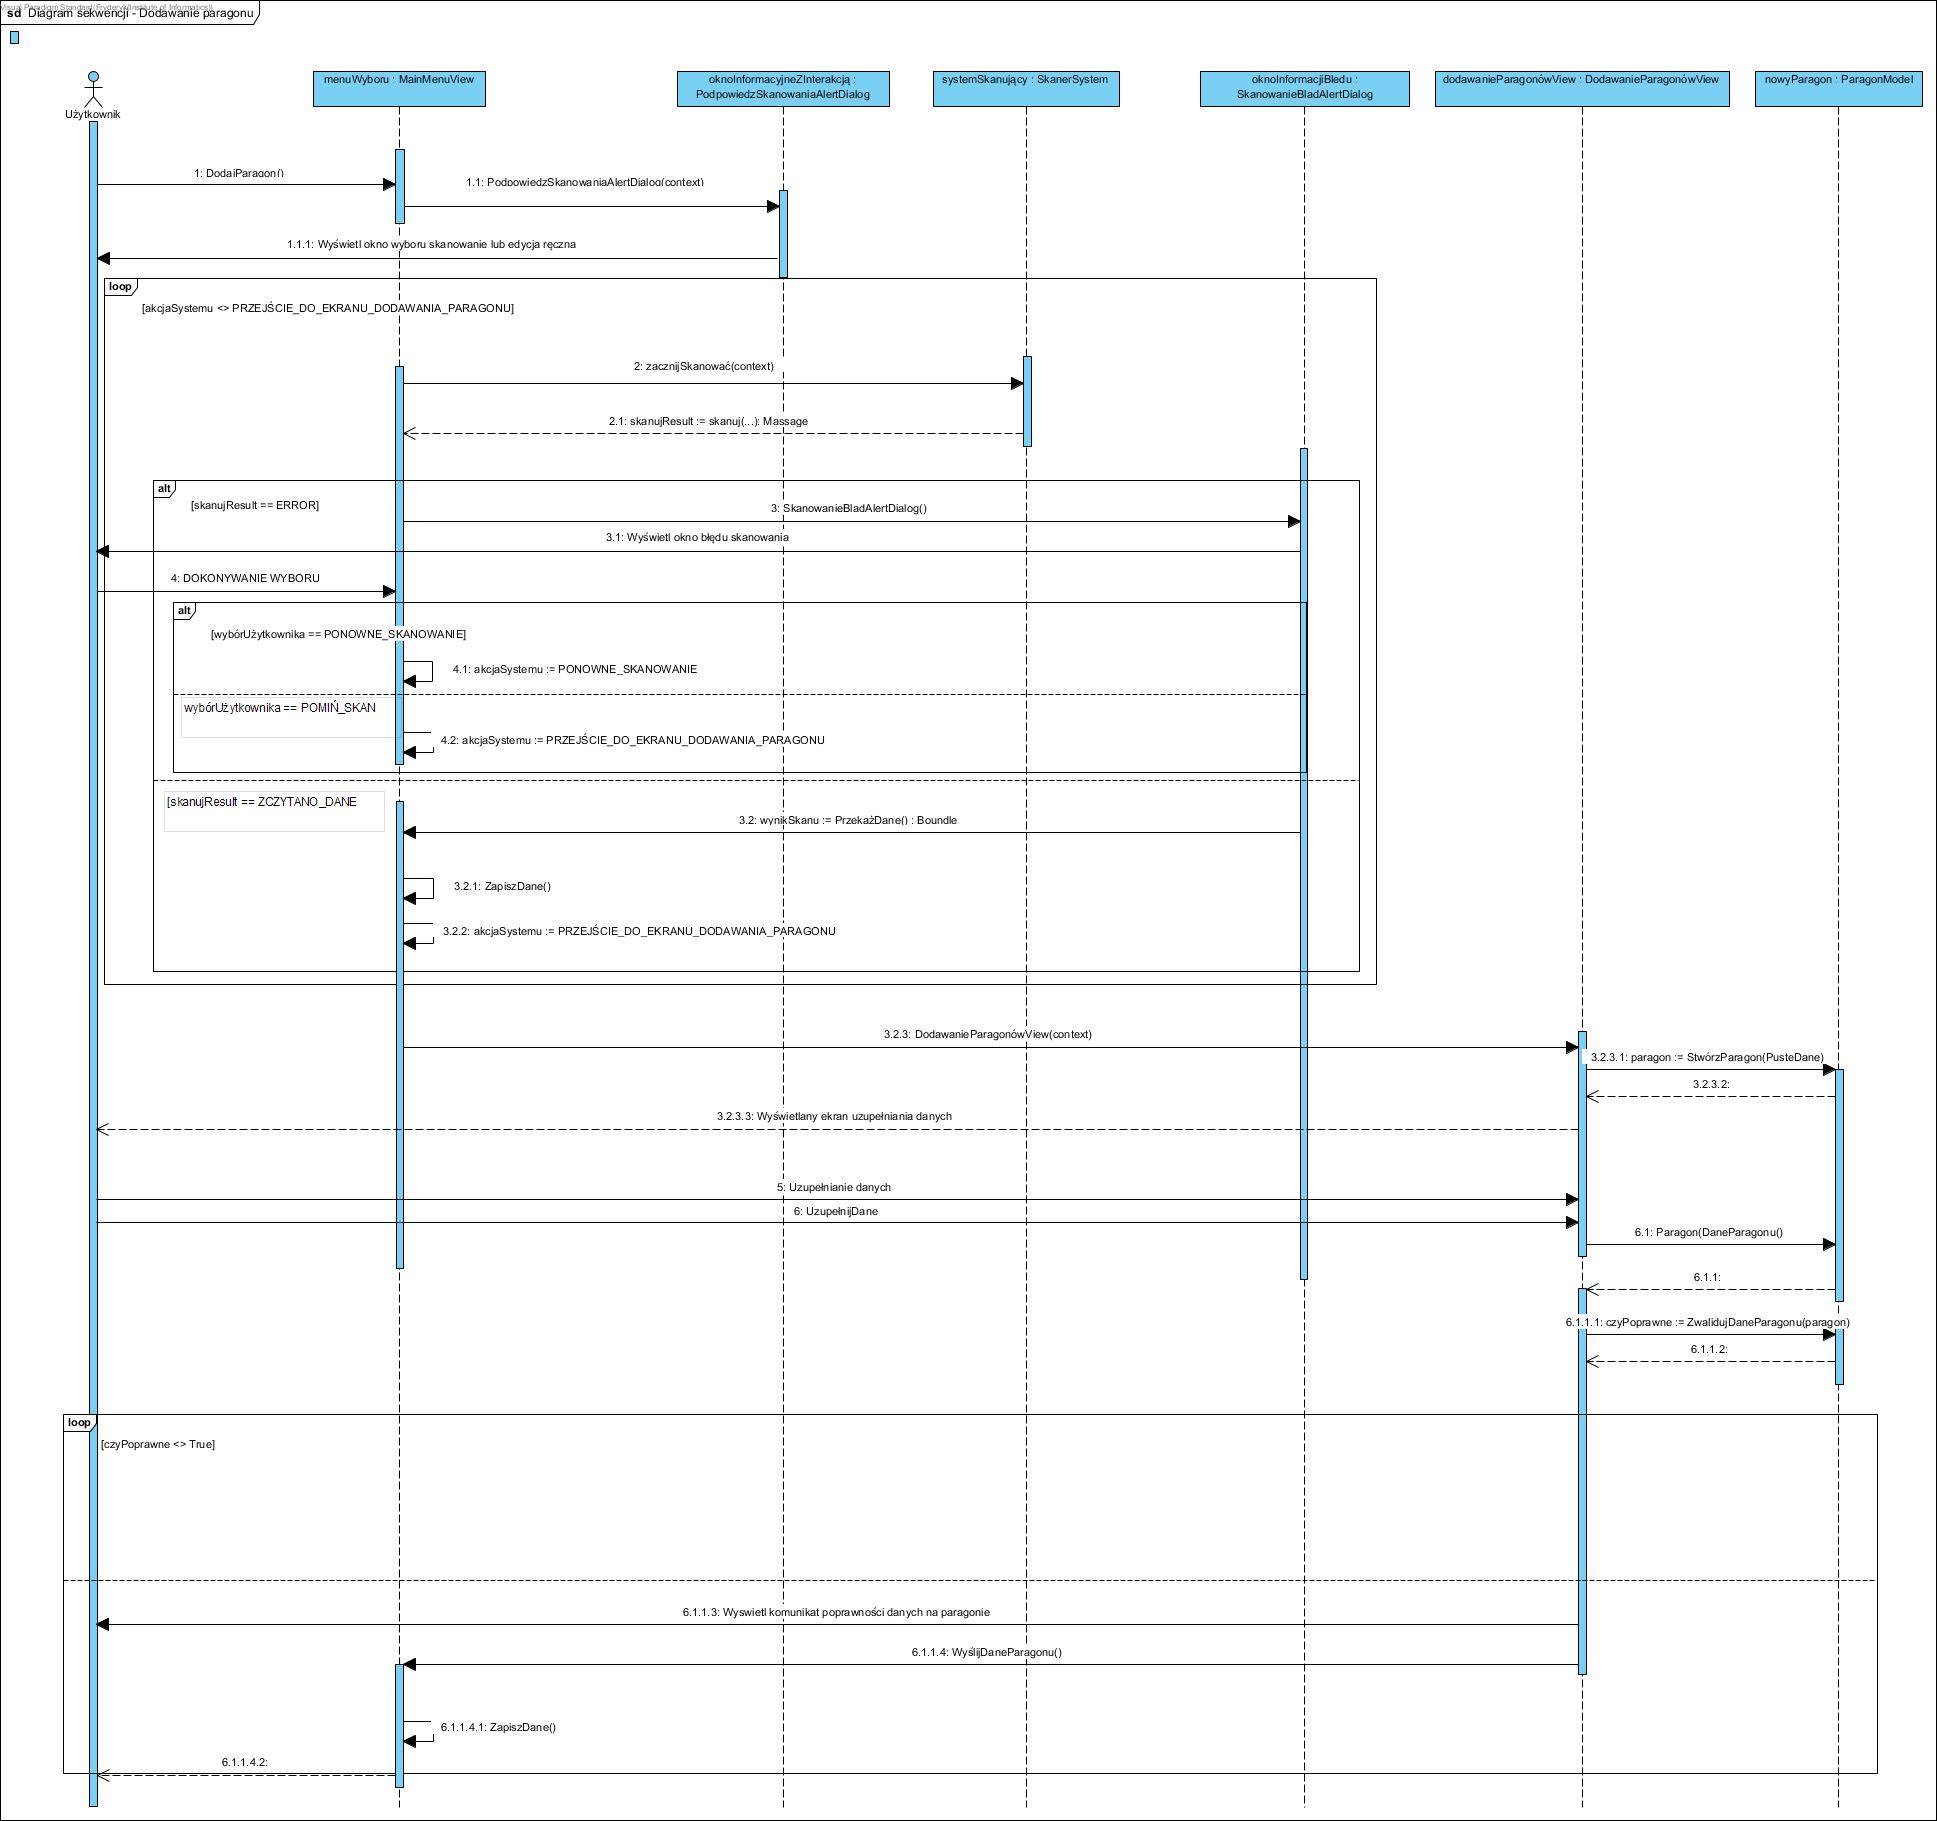 Visual Paradigm Standard(Fryderyk(Institute of Informatics))
sd Diagram sekwencji - Dodawanie paragonu
Użytkownik
menuWyboru : MainMenuView
oknoInformacyjneZInterakcją :
PodpowiedzSkanowaniaAlertDialog
systemSkanujący : SkanerSystem
oknoInformacjiBledu :
SkanowanieBladAlertDialog
dodawanieParagonówView : DodawanieParagonówView
nowyParagon : ParagonModel
1: DodajParagon()
1.1: PodpowiedzSkanowaniaAlertDialog(context)
1.1.1: Wyświetl okno wyboru skanowanie lub edycja ręczna
loop
[akcjaSystemu <> PRZEJŚCIE_DO_EKRANU_DODAWANIA_PARAGONU]
2: zacznijSkanować(context)
2.1: skanujResult := skanuj(...): Massage
alt
[skanujResult == ERROR]
3: SkanowanieBladAlertDialog()
3.1: Wyświetl okno błędu skanowania
4: DOKONYWANIE WYBORU
alt
[wybórUżytkownika == PONOWNE_SKANOWANIE]
4.1: akcjaSystemu := PONOWNE_SKANOWANIE
wybórUżytkownika == POMIŃ_SKAN
4.2: akcjaSystemu := PRZEJŚCIE_DO_EKRANU_DODAWANIA_PARAGONU
[skanujResult == ZCZYTANO_DANE
3.2: wynikSkanu := PrzekażDane() : Boundle
3.2.1: ZapiszDane()
3.2.2: akcjaSystemu := PRZEJŚCIE_DO_EKRANU_DODAWANIA_PARAGONU
3.2.3: DodawanieParagonówView(context)
3.2.3.1: paragon := StwórzParagon(PusteDane)
3.2.3.2:
3.2.3.3: Wyświetlany ekran uzupełniania danych
5: Uzupełnianie danych
6: UzupełnijDane
6.1: Paragon(DaneParagonu()
6.1.1:
6.1.1.1: czyPoprawne := ZwalidujDaneParagonu(paragon)
6.1.1.2:
loop
[czyPoprawne <> True]
6.1.1.3: Wyswietl komunikat poprawności danych na paragonie
6.1.1.4: WyślijDaneParagonu()
6.1.1.4.1: ZapiszDane()
6.1.1.4.2: